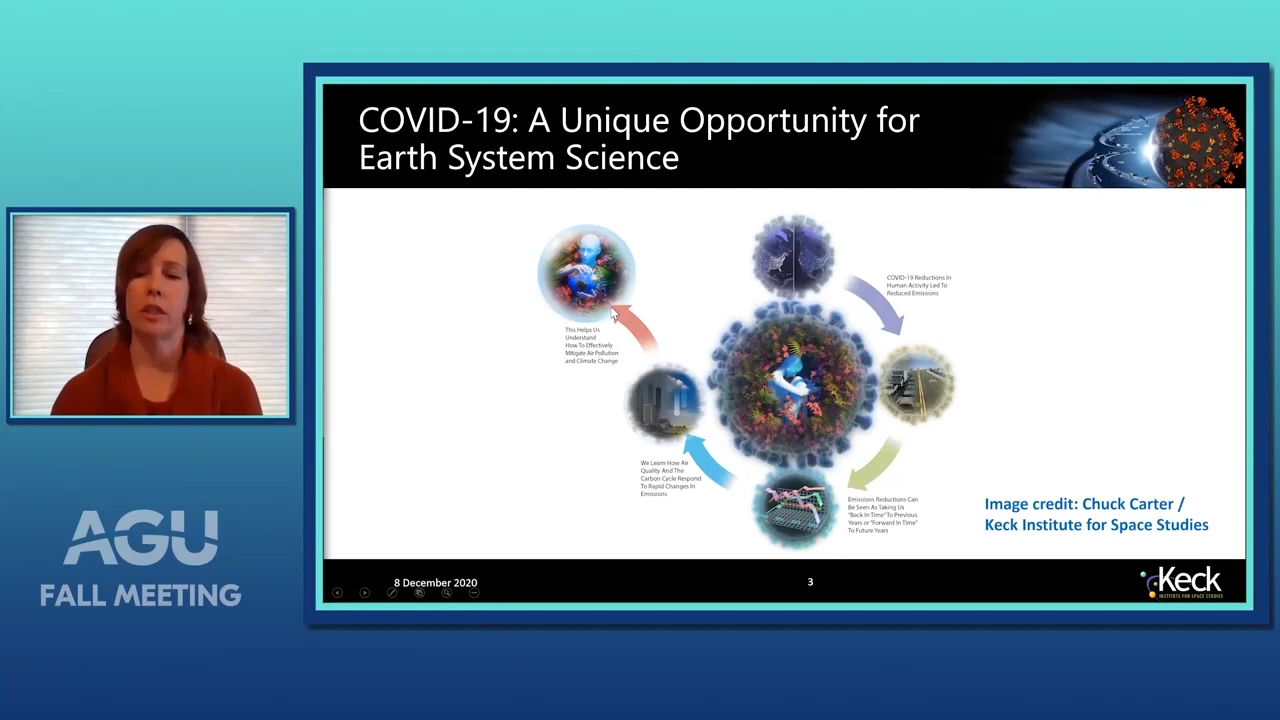 COVID-19: A Unique Opportunity for
Earth System Science
COVID-19 Reductions In
Human Activity Led To
Reduced Emissions
This Helps Us
Understand
How To Effectively
Mitigate Air Pollution
and Climate Change
We Learn How Air
Quality And The
Carbon Cycle Respond
To Rapid Changes In
Emissions
Emissions Reductions Can
Be Seen As Taking Us
"Back In Time" To Previous
Years or "Forward In Time"
To Future Years
Image credit: Chuck Carter /
Keck Institute for Space Studies
8 December 2020
3
Keck
INSTITUTE FOR SPACE STUDIES
AGU
FALL MEETING